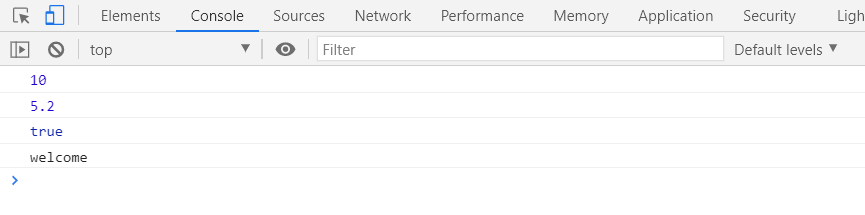 Elements Console Sources Network Performance Memory Application Security Ligh
top Filter Default levels
10
5.2
true
welcome